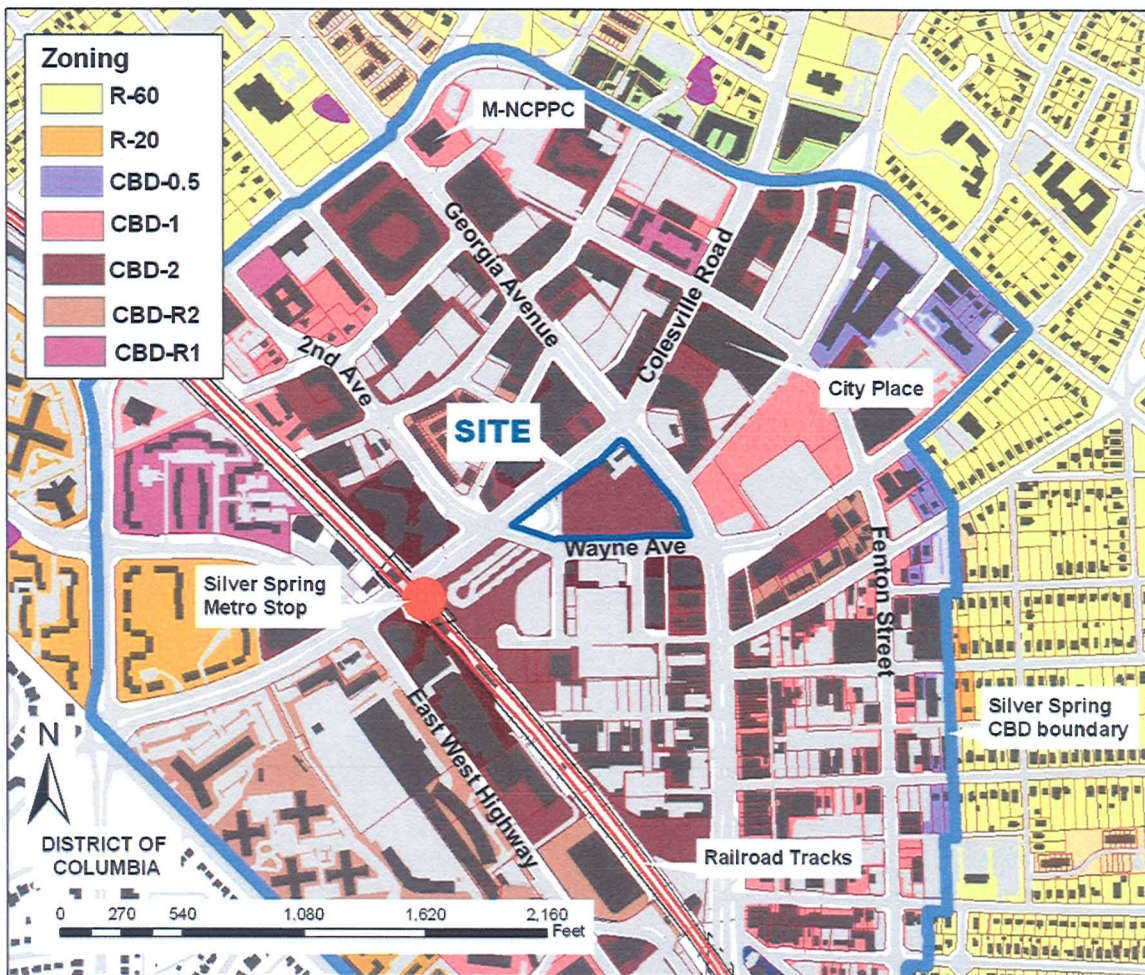 Zoning
R-60
R-20
CBD-0.5
CBD-1
CBD-2
CBD-R2
CBD-R1
M-NCPPC
Georgia Avenue
Colesville Road
2nd Ave
City Place
SITE
Wayne Ave
Fenton Street
Silver Spring
Metro Stop
East West Highway
Silver Spring
CBD boundary
N
DISTRICT OF
COLUMBIA
Railroad Tracks
0 270 540 1,080 1,620 2,160
Feet